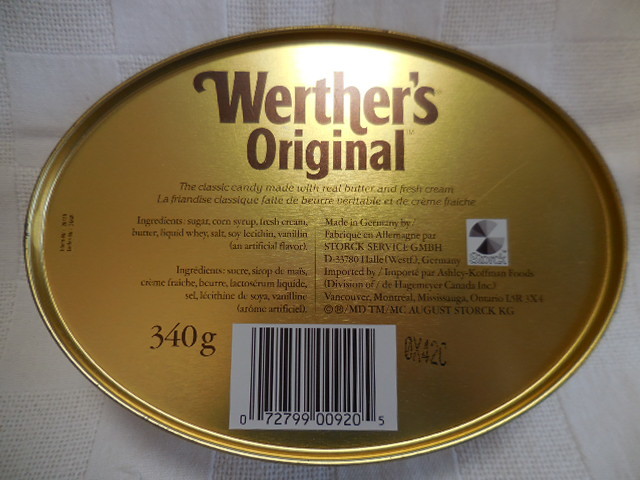 Werther's®
Original™
The classic candy made with real butter and fresh cream
La friandise classique faite de beurre véritable et de crème fraîche
Ingredients: sugar, corn syrup, fresh cream,
butter, liquid whey, salt, soy lecithin, vanillin
(an artificial flavor).
Ingrédients: sucre, sirop de maïs,
crème fraîche, beurre, lactosérum liquide,
sel, lécithine de soya, vanilline
(arôme artificiel).
Made in Germany by /
Fabriqué en Allemagne par
STORCK SERVICE GMBH
D-33780 Halle (Westf.), Germany
Imported by / Importé par Ashley-Koffman Foods
(Division of / de Hagemeyer Canada Inc.)
Vancouver, Montreal, Mississauga, Ontario L5R 3X4
©®/MD-TM/MC AUGUST STORCK KG
Storck
340 g
0X42C
0 72799 00920 5